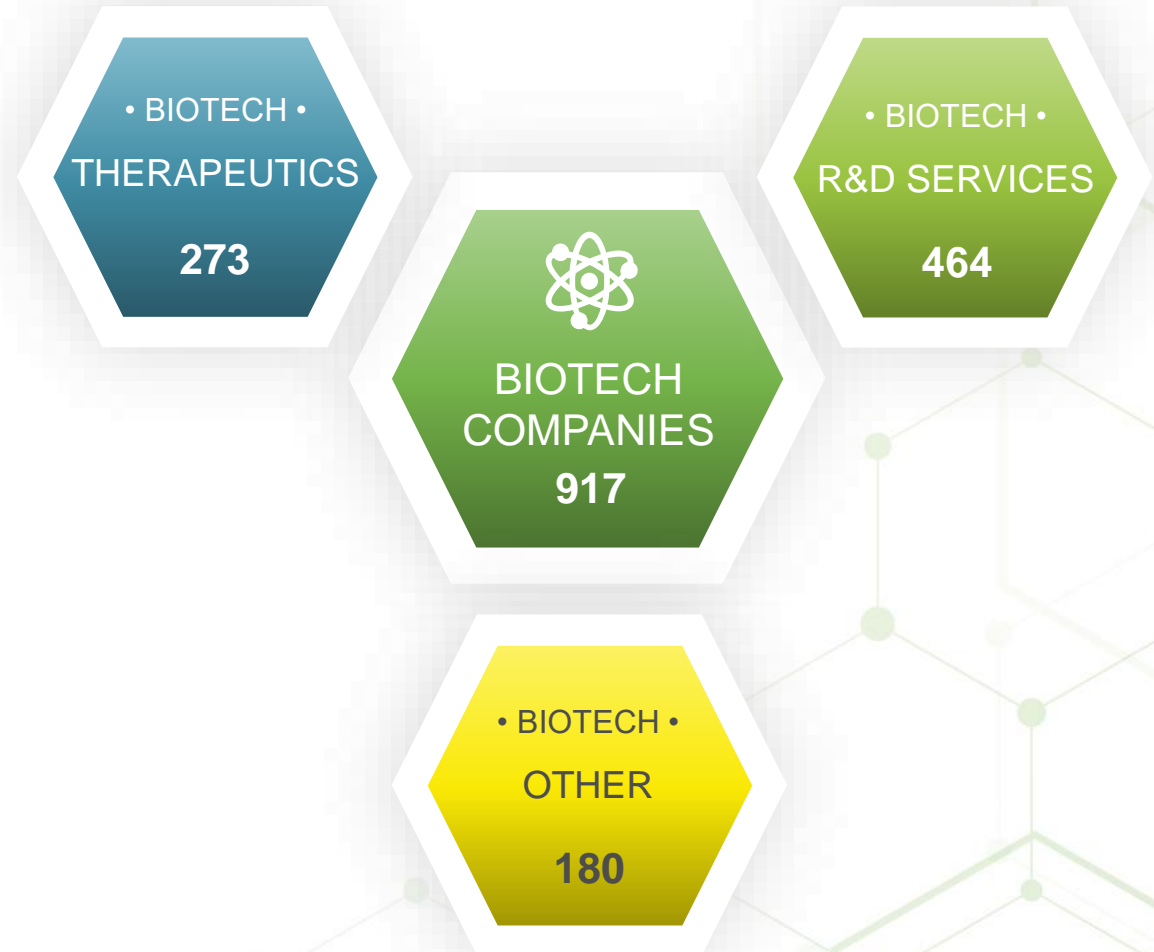 • BIOTECH •
THERAPEUTICS
273
• BIOTECH •
R&D SERVICES
464
BIOTECH
COMPANIES
917
• BIOTECH •
OTHER
180